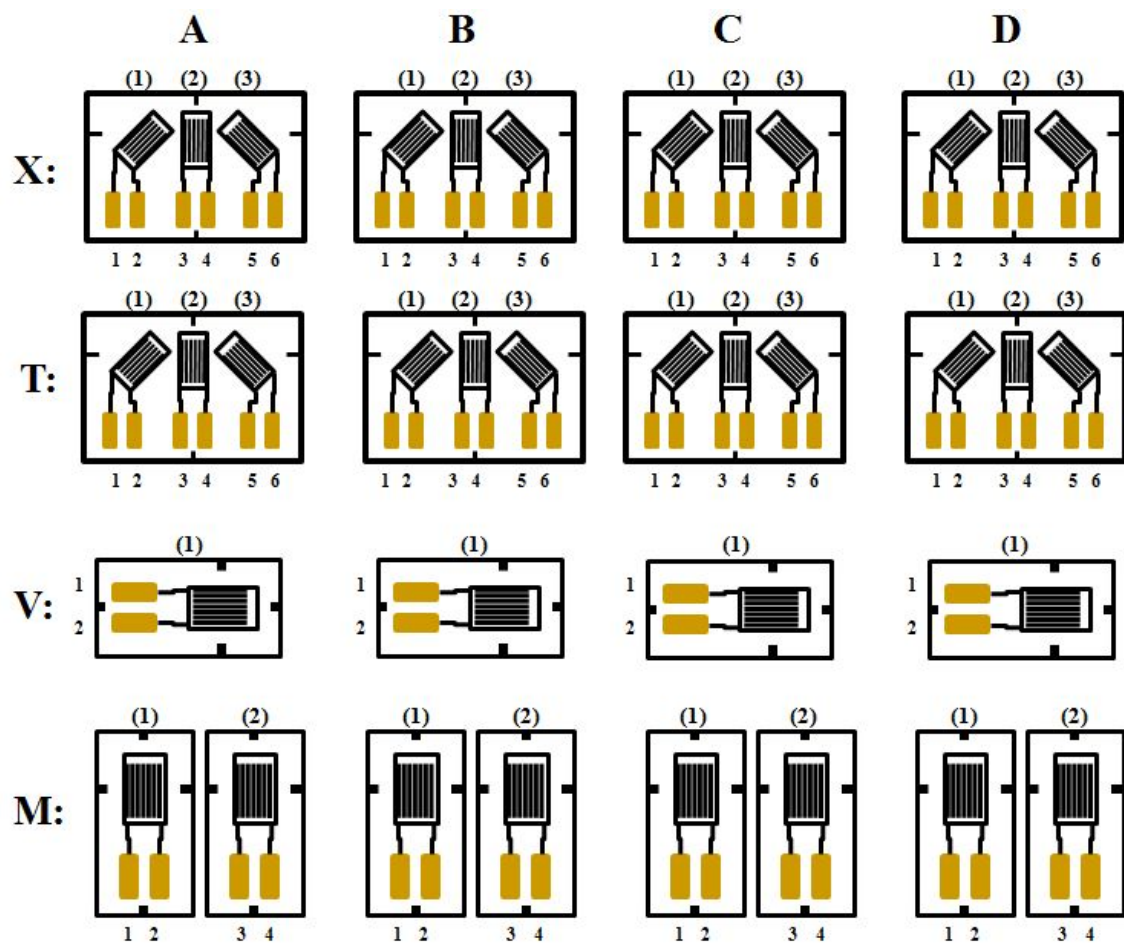 A B C D
(1) (2) (3) (1) (2) (3) (1) (2) (3) (1) (2) (3)
X:
1 2 3 4 5 6 1 2 3 4 5 6 1 2 3 4 5 6 1 2 3 4 5 6
(1) (2) (3) (1) (2) (3) (1) (2) (3) (1) (2) (3)
T:
1 2 3 4 5 6 1 2 3 4 5 6 1 2 3 4 5 6 1 2 3 4 5 6
(1) (1) (1) (1)
1 1 1 1
V:
2 2 2 2
(1) (2) (1) (2) (1) (2) (1) (2)
M:
1 2 3 4 1 2 3 4 1 2 3 4 1 2 3 4